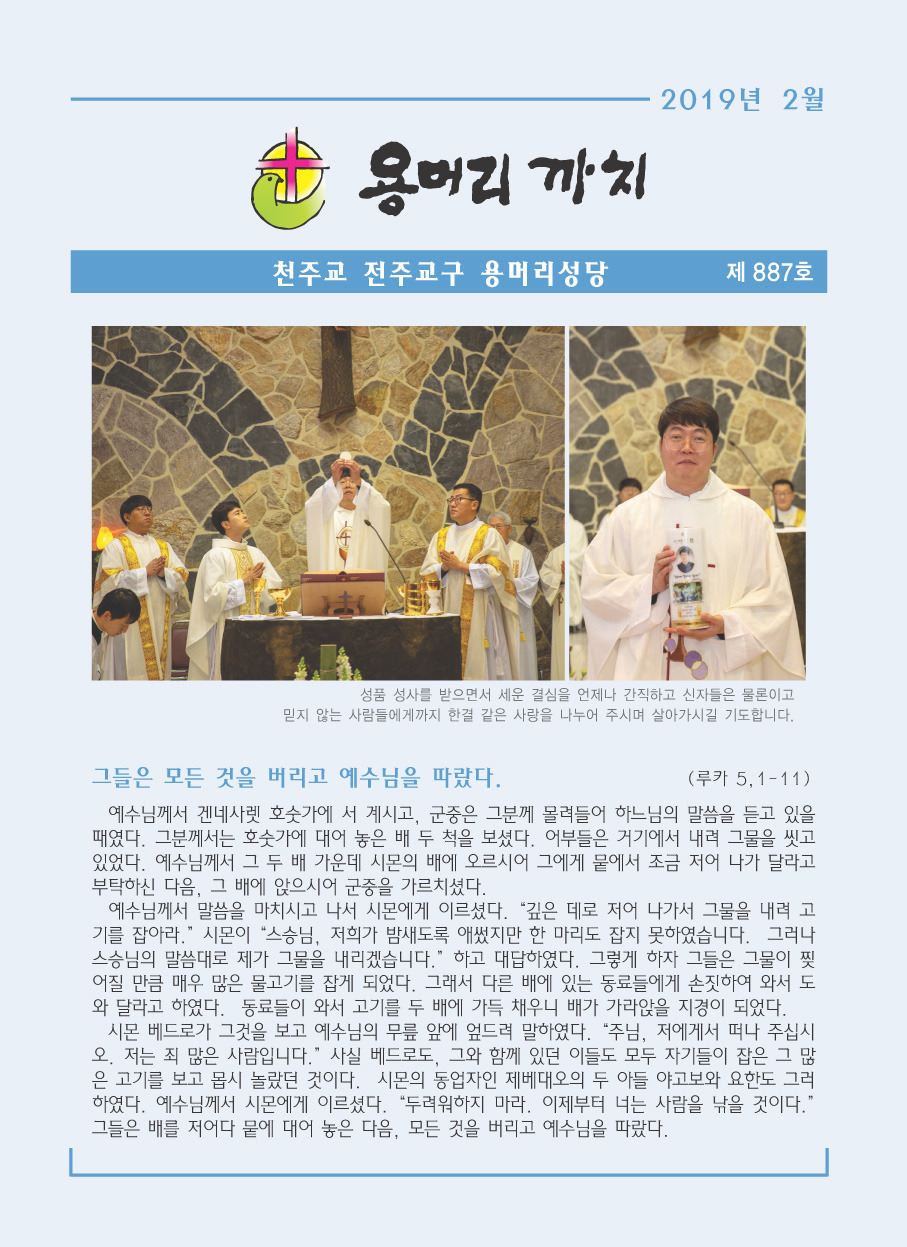 2019년 2월
용머리 까치
천주교 전주교구 용머리성당
제 887호
성품 성사를 받으면서 세운 결심을 언제나 간직하고 신자들은 물론이고
믿지 않는 사람들에게까지 한결 같은 사랑을 나누어 주시며 살아가시길 기도합니다.
그들은 모든 것을 버리고 예수님을 따랐다.
(루카 5,1-11)
예수님께서 겐네사렛 호숫가에 서 계시고, 군중은 그분께 몰려들어 하느님의 말씀을 듣고 있을
때였다. 그분께서는 호숫가에 대어 놓은 배 두 척을 보셨다. 어부들은 거기에서 내려 그물을 씻고
있었다. 예수님께서 그 두 배 가운데 시몬의 배에 오르시어 그에게 뭍에서 조금 저어 나가 달라고
부탁하신 다음, 그 배에 앉으시어 군중을 가르치셨다.
예수님께서 말씀을 마치시고 나서 시몬에게 이르셨다. “깊은 데로 저어 나가서 그물을 내려 고
기를 잡아라.” 시몬이 “스승님, 저희가 밤새도록 애썼지만 한 마리도 잡지 못하였습니다. 그러나
스승님의 말씀대로 제가 그물을 내리겠습니다.” 하고 대답하였다. 그렇게 하자 그들은 그물이 찢
어질 만큼 매우 많은 물고기를 잡게 되었다. 그래서 다른 배에 있는 동료들에게 손짓하여 와서 도
와 달라고 하였다. 동료들이 와서 고기를 두 배에 가득 채우니 배가 가라앉을 지경이 되었다.
시몬 베드로가 그것을 보고 예수님의 무릎 앞에 엎드려 말하였다. “주님, 저에게서 떠나 주십시
오. 저는 죄 많은 사람입니다.” 사실 베드로도, 그와 함께 있던 이들도 모두 자기들이 잡은 그 많
은 고기를 보고 몹시 놀랐던 것이다. 시몬의 동업자인 제베대오의 두 아들 야고보와 요한도 그러
하였다. 예수님께서 시몬에게 이르셨다. “두려워하지 마라. 이제부터 너는 사람을 낚을 것이다.”
그들은 배를 저어다 뭍에 대어 놓은 다음, 모든 것을 버리고 예수님을 따랐다.